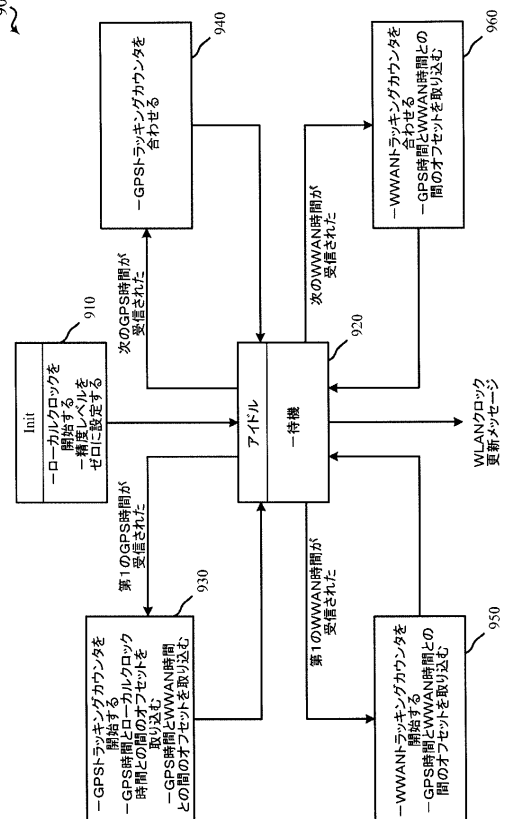 90
Init
－ローカルクロックを
開始する
－精度レベルを
ゼロに設定する
910
アイドル
－待機
920
第1のGPS時間が
受信された
－GPSトラッキングカウンタを
開始する
－GPS時間とローカルクロック
時間との間のオフセットを
取り込む
－GPS時間とWWAN時間
との間のオフセットを取り込む
930
次のGPS時間が
受信された
－GPSトラッキングカウンタを
合わせる
940
第1のWWAN時間が
受信された
－WWANトラッキングカウンタを
開始する
－GPS時間とWWAN時間との
間のオフセットを取り込む
950
次のWWAN時間が
受信された
－WWANトラッキングカウンタを
合わせる
－GPS時間とWWAN時間との
間のオフセットを取り込む
960
WLANクロック
更新メッセージ